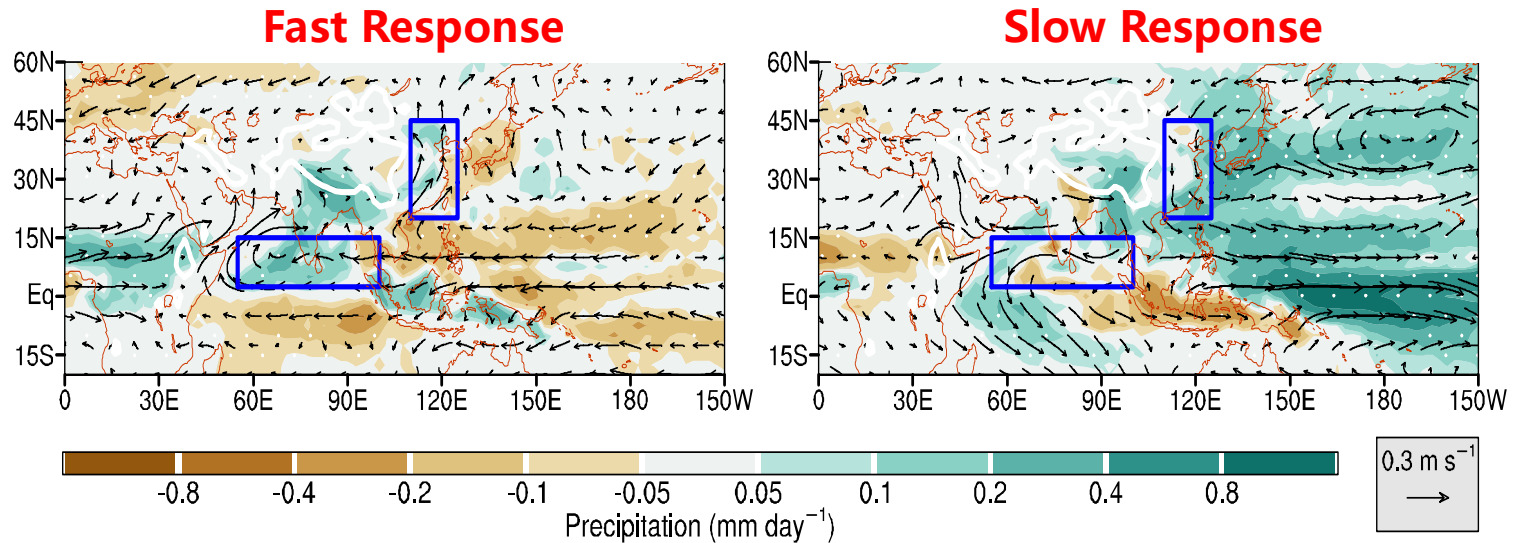 Fast Response
Slow Response
60N
45N
30N
15N
Eq
15S
0 30E 60E 90E 120E 150E 180 150W
60N
45N
30N
15N
Eq
15S
0 30E 60E 90E 120E 150E 180 150W
-0.8 -0.4 -0.2 -0.1 -0.05 0.05 0.1 0.2 0.4 0.8
Precipitation (mm day⁻¹)
0.3 m s⁻¹